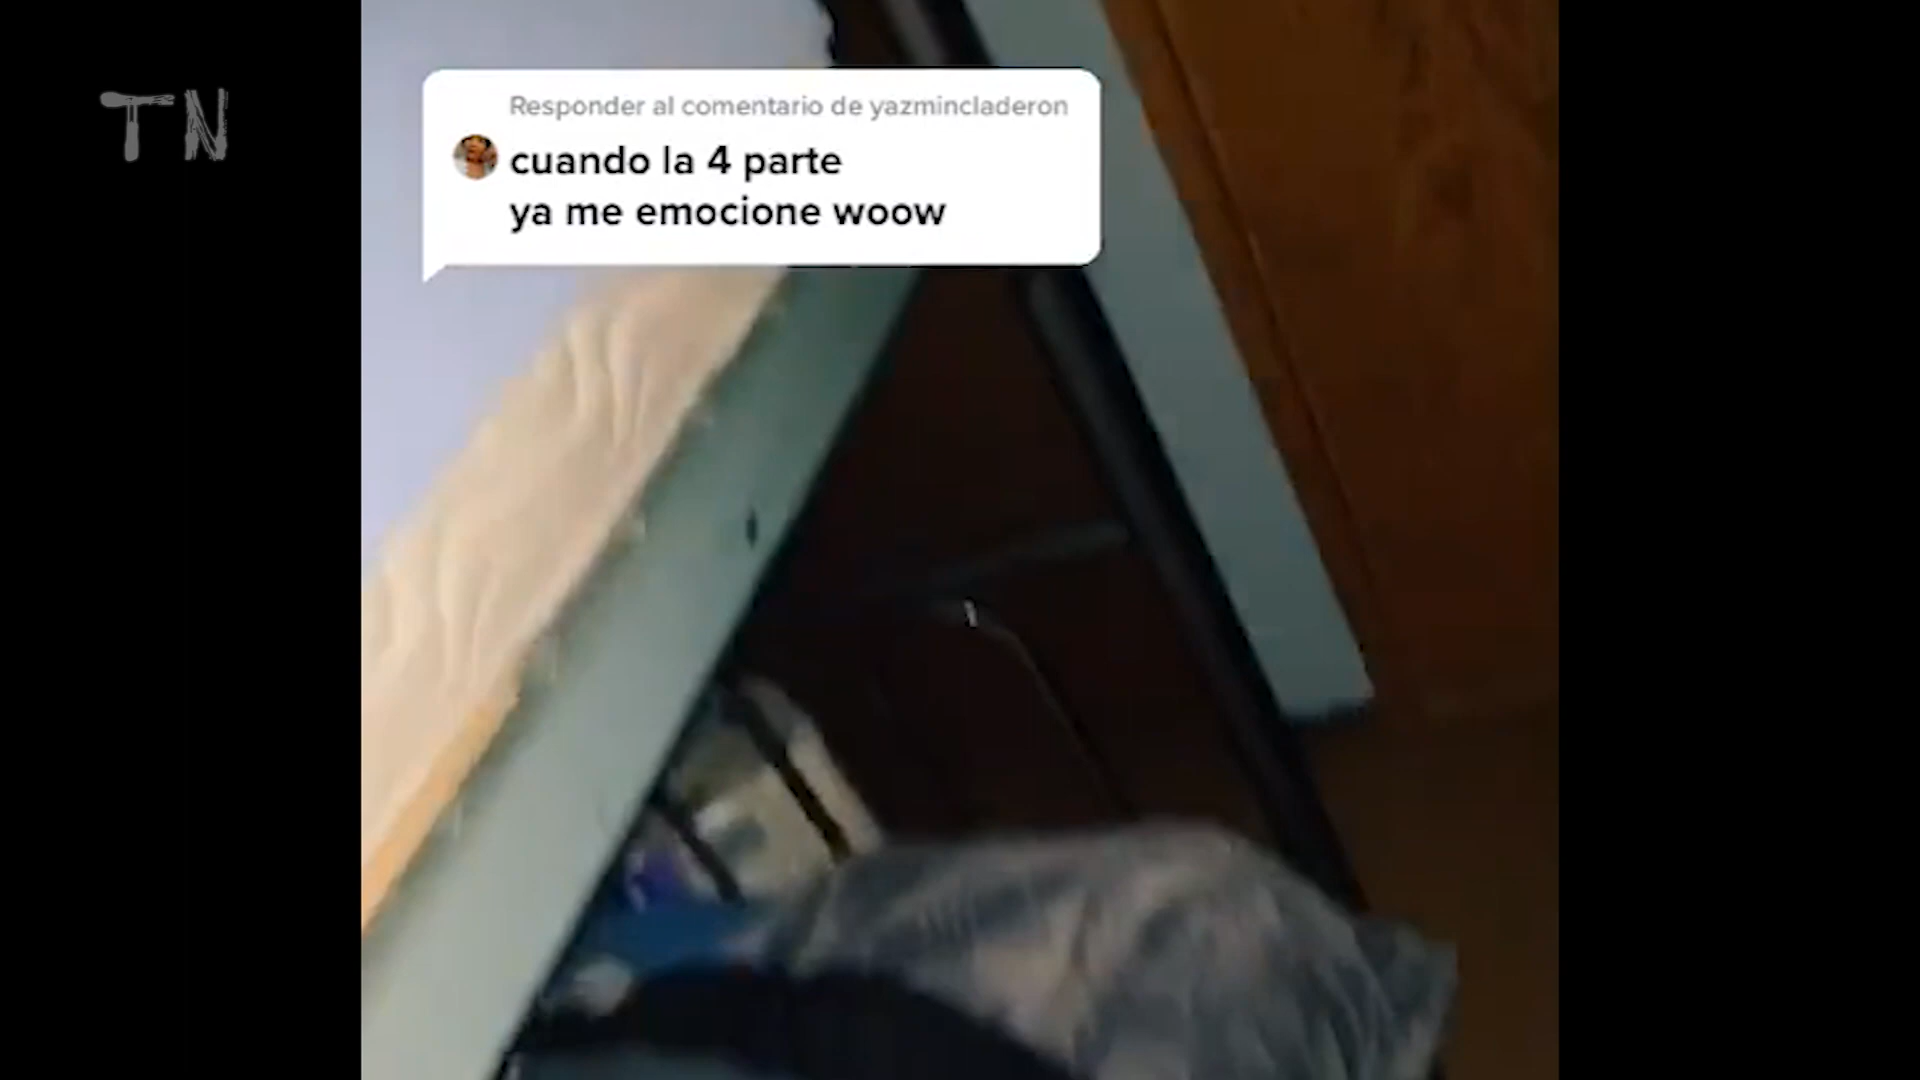 TN
Responder al comentario de yazmincladeron
cuando la 4 parte
ya me emocione woow